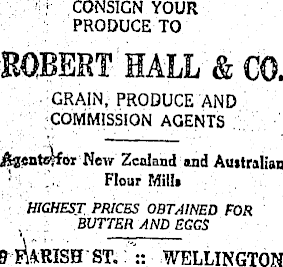 CONSIGN YOUR
PRODUCE TO
ROBERT HALL & CO.
GRAIN, PRODUCE AND
COMMISSION AGENTS
Agents for New Zealand and Australian
Flour Mills
HIGHEST PRICES OBTAINED FOR
BUTTER AND EGGS
9 FARISH ST. :: WELLINGTON